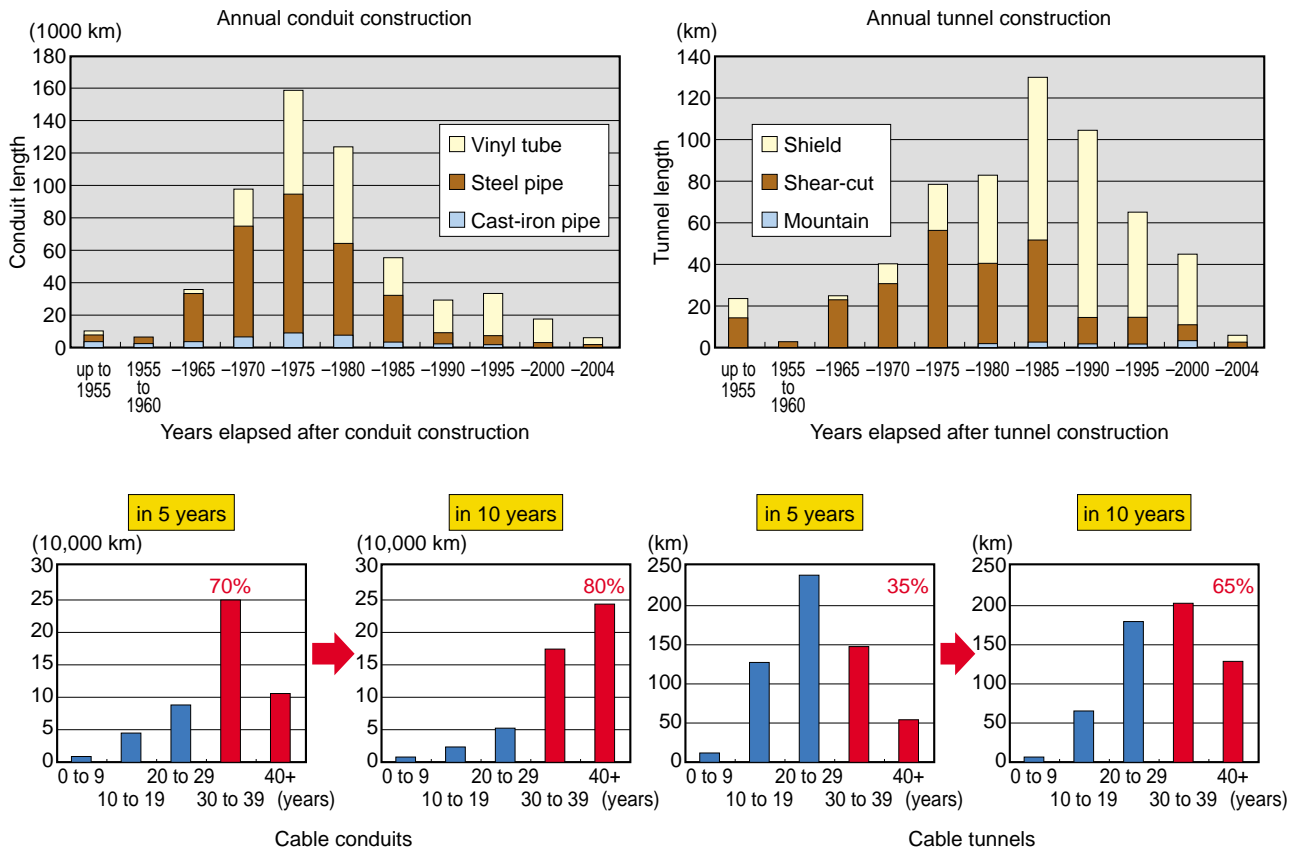 Annual conduit construction
(1000 km)
180
160
140
120
100
80
60
40
20
0
Conduit length
Vinyl tube
Steel pipe
Cast-iron pipe
up to 1955
1955 to 1960
–1965
–1970
–1975
–1980
–1985
–1990
–1995
–2000
–2004
Years elapsed after conduit construction
Annual tunnel construction
(km)
140
120
100
80
60
40
20
0
Tunnel length
Shield
Shear-cut
Mountain
up to 1955
1955 to 1960
–1965
–1970
–1975
–1980
–1985
–1990
–1995
–2000
–2004
Years elapsed after tunnel construction
in 5 years
(10,000 km)
30
25
20
15
10
5
0
70%
0 to 9
10 to 19
20 to 29
30 to 39
40+
(years)
in 10 years
(10,000 km)
30
25
20
15
10
5
0
80%
0 to 9
10 to 19
20 to 29
30 to 39
40+
(years)
Cable conduits
in 5 years
(km)
250
200
150
100
50
0
35%
0 to 9
10 to 19
20 to 29
30 to 39
40+
(years)
in 10 years
(km)
250
200
150
100
50
0
65%
0 to 9
10 to 19
20 to 29
30 to 39
40+
(years)
Cable tunnels